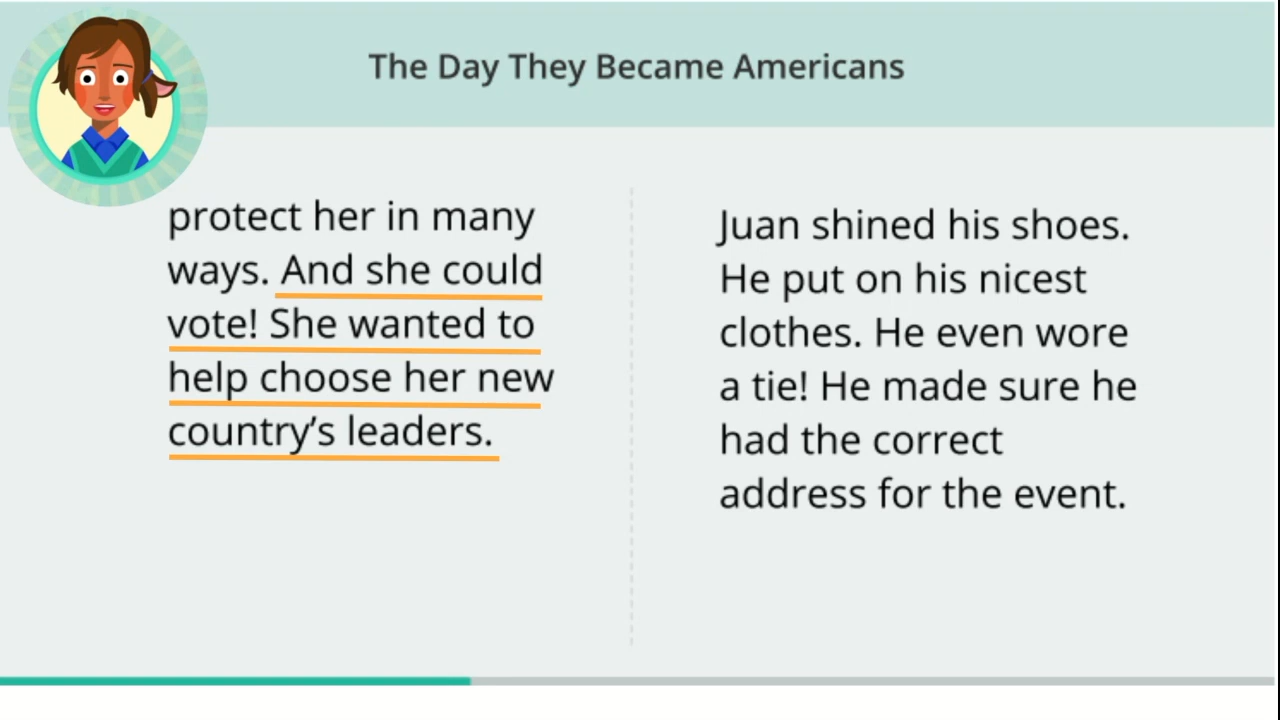 The Day They Became Americans
protect her in many
ways. And she could
vote! She wanted to
help choose her new
country’s leaders.
Juan shined his shoes.
He put on his nicest
clothes. He even wore
a tie! He made sure he
had the correct
address for the event.